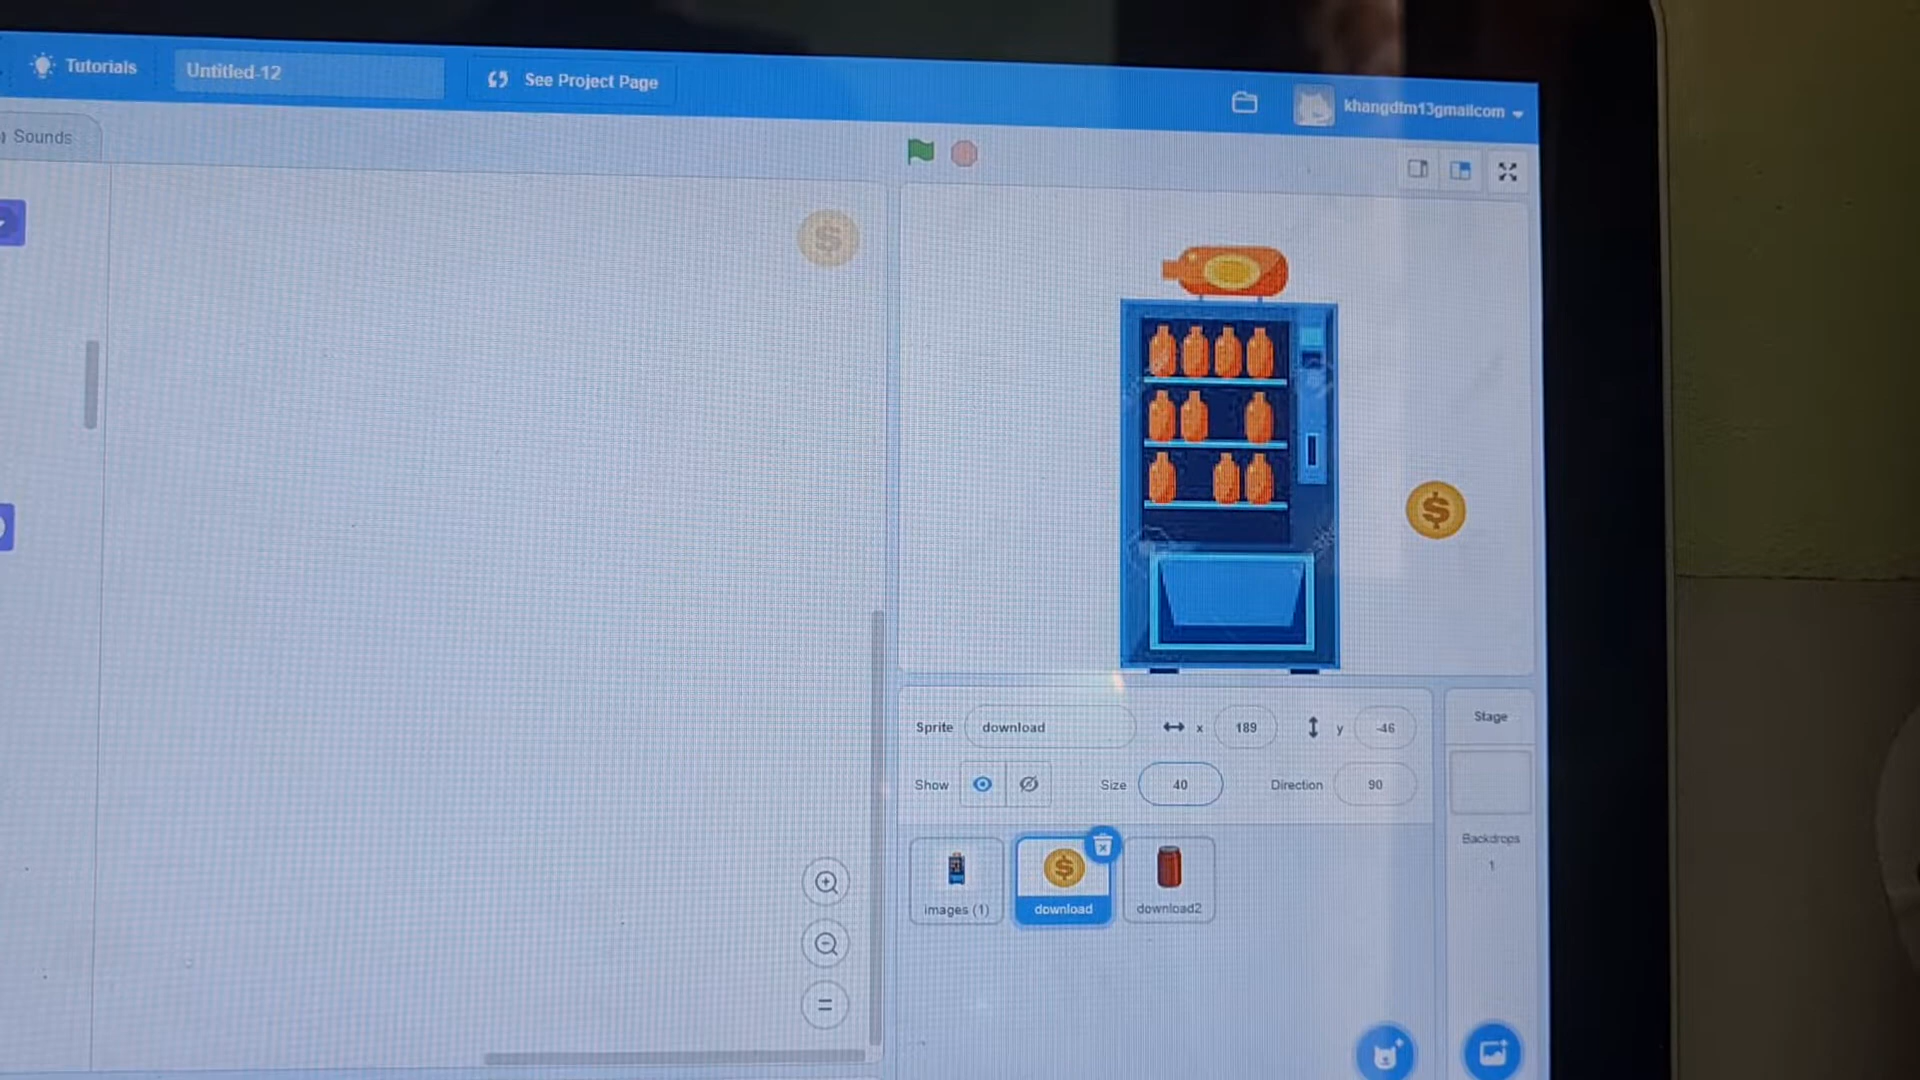 Tutorials
Untitled-12
See Project Page
khangdtm13gmailcom
Sounds
$
$
Sprite
download
x
189
y
-46
Show
Size
40
Direction
90
Stage
Backdrops
1
$
images (1)
download
download2